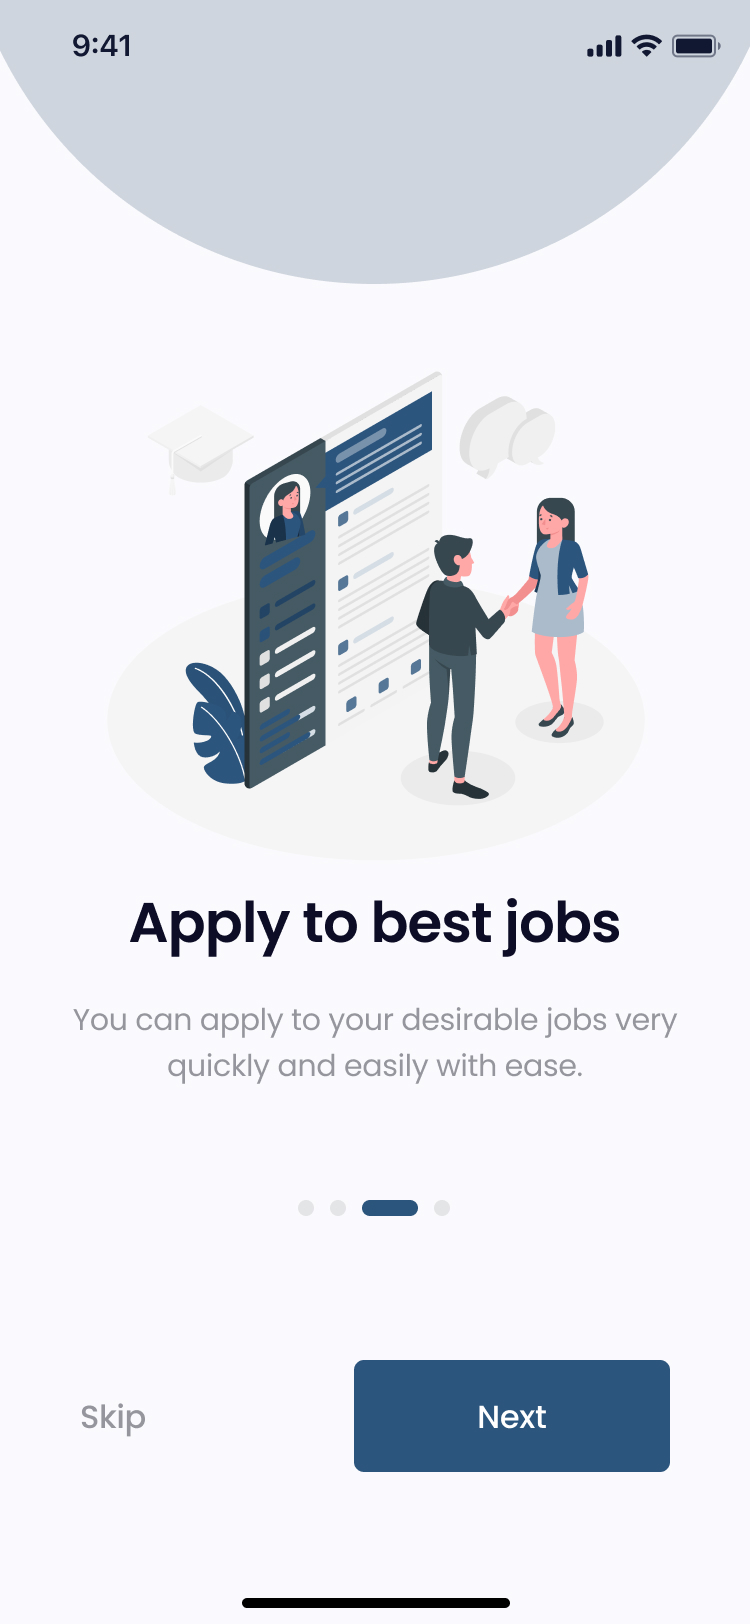 9:41
Apply to best jobs
You can apply to your desirable jobs very
quickly and easily with ease.
Skip
Next